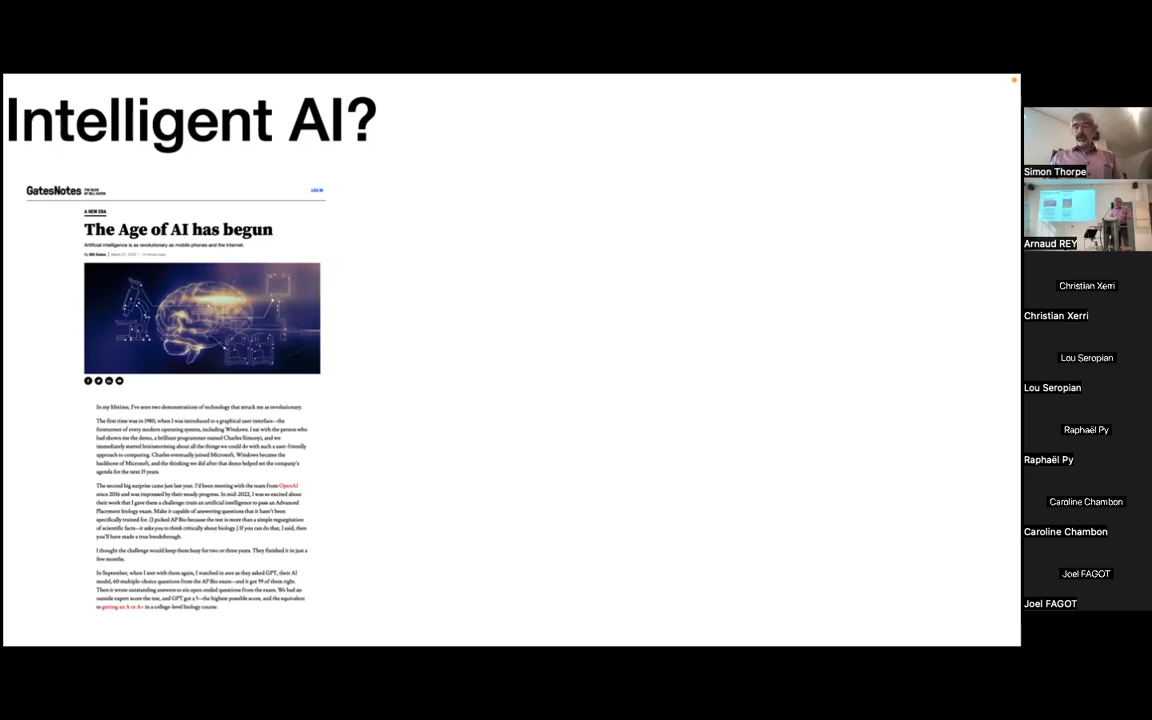 Intelligent AI?
GatesNotes
THE BLOG
OF BILL GATES
LOG IN
A NEW ERA
The Age of AI has begun
Artificial intelligence is as revolutionary as mobile phones and the Internet.
By Bill Gates | March 21, 2023 | 14 minute read
In my lifetime, I've seen two demonstrations of technology that struck me as revolutionary.
The first time was in 1980, when I was introduced to a graphical user interface—the
forerunner of every modern operating system, including Windows. I sat with the person who
had shown me the demo, a brilliant programmer named Charles Simonyi, and we
immediately started brainstorming about all the things we could do with such a user-friendly
approach to computing. Charles eventually joined Microsoft, Windows became the
backbone of Microsoft, and the thinking we did after that demo helped set the company's
agenda for the next 15 years.
The second big surprise came just last year. I'd been meeting with the team from OpenAI
since 2016 and was impressed by their steady progress. In mid-2022, I was so excited about
their work that I gave them a challenge: train an artificial intelligence to pass an Advanced
Placement biology exam. Make it capable of answering questions that it hasn't been
specifically trained for. (I picked AP Bio because the test is more than a simple regurgitation
of scientific facts—it asks you to think critically about biology.) If you can do that, I said, then
you'll have made a true breakthrough.
I thought the challenge would keep them busy for two or three years. They finished it in just a
few months.
In September, when I met with them again, I watched in awe as they asked GPT, their AI
model, 60 multiple-choice questions from the AP Bio exam—and it got 59 of them right.
Then it wrote outstanding answers to six open-ended questions from the exam. We had an
outside expert score the test, and GPT got a 5—the highest possible score, and the equivalent
to getting an A or A+ in a college-level biology course.
Simon Thorpe
Arnaud REY
Christian Xerri
Christian Xerri
Lou Seropian
Lou Seropian
Raphaël Py
Raphaël Py
Caroline Chambon
Caroline Chambon
Joel FAGOT
Joel FAGOT